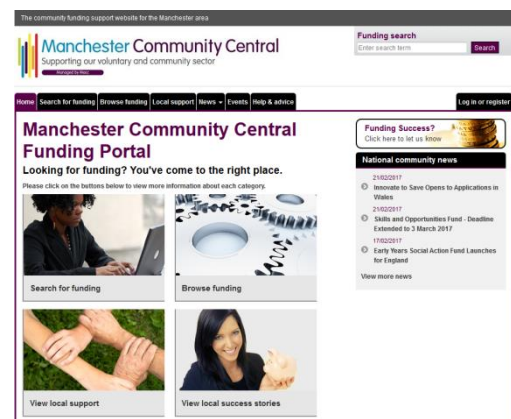 The community funding support website for the Manchester area
Manchester Community Central
Supporting our voluntary and community sector
Managed by Macc
Funding search
Enter search term
Search
Home
Search for funding
Browse funding
Local support
News
Events
Help & advice
Log in or register
Manchester Community Central
Funding Portal
Looking for funding? You've come to the right place.
Please click on the buttons below to view more information about each category.
Search for funding
Browse funding
View local support
View local success stories
Funding Success?
Click here to let us know
National community news
21/02/2017
Innovate to Save Opens to Applications in
Wales
21/02/2017
Skills and Opportunities Fund - Deadline
Extended to 3 March 2017
17/02/2017
Early Years Social Action Fund Launches
for England
View more news